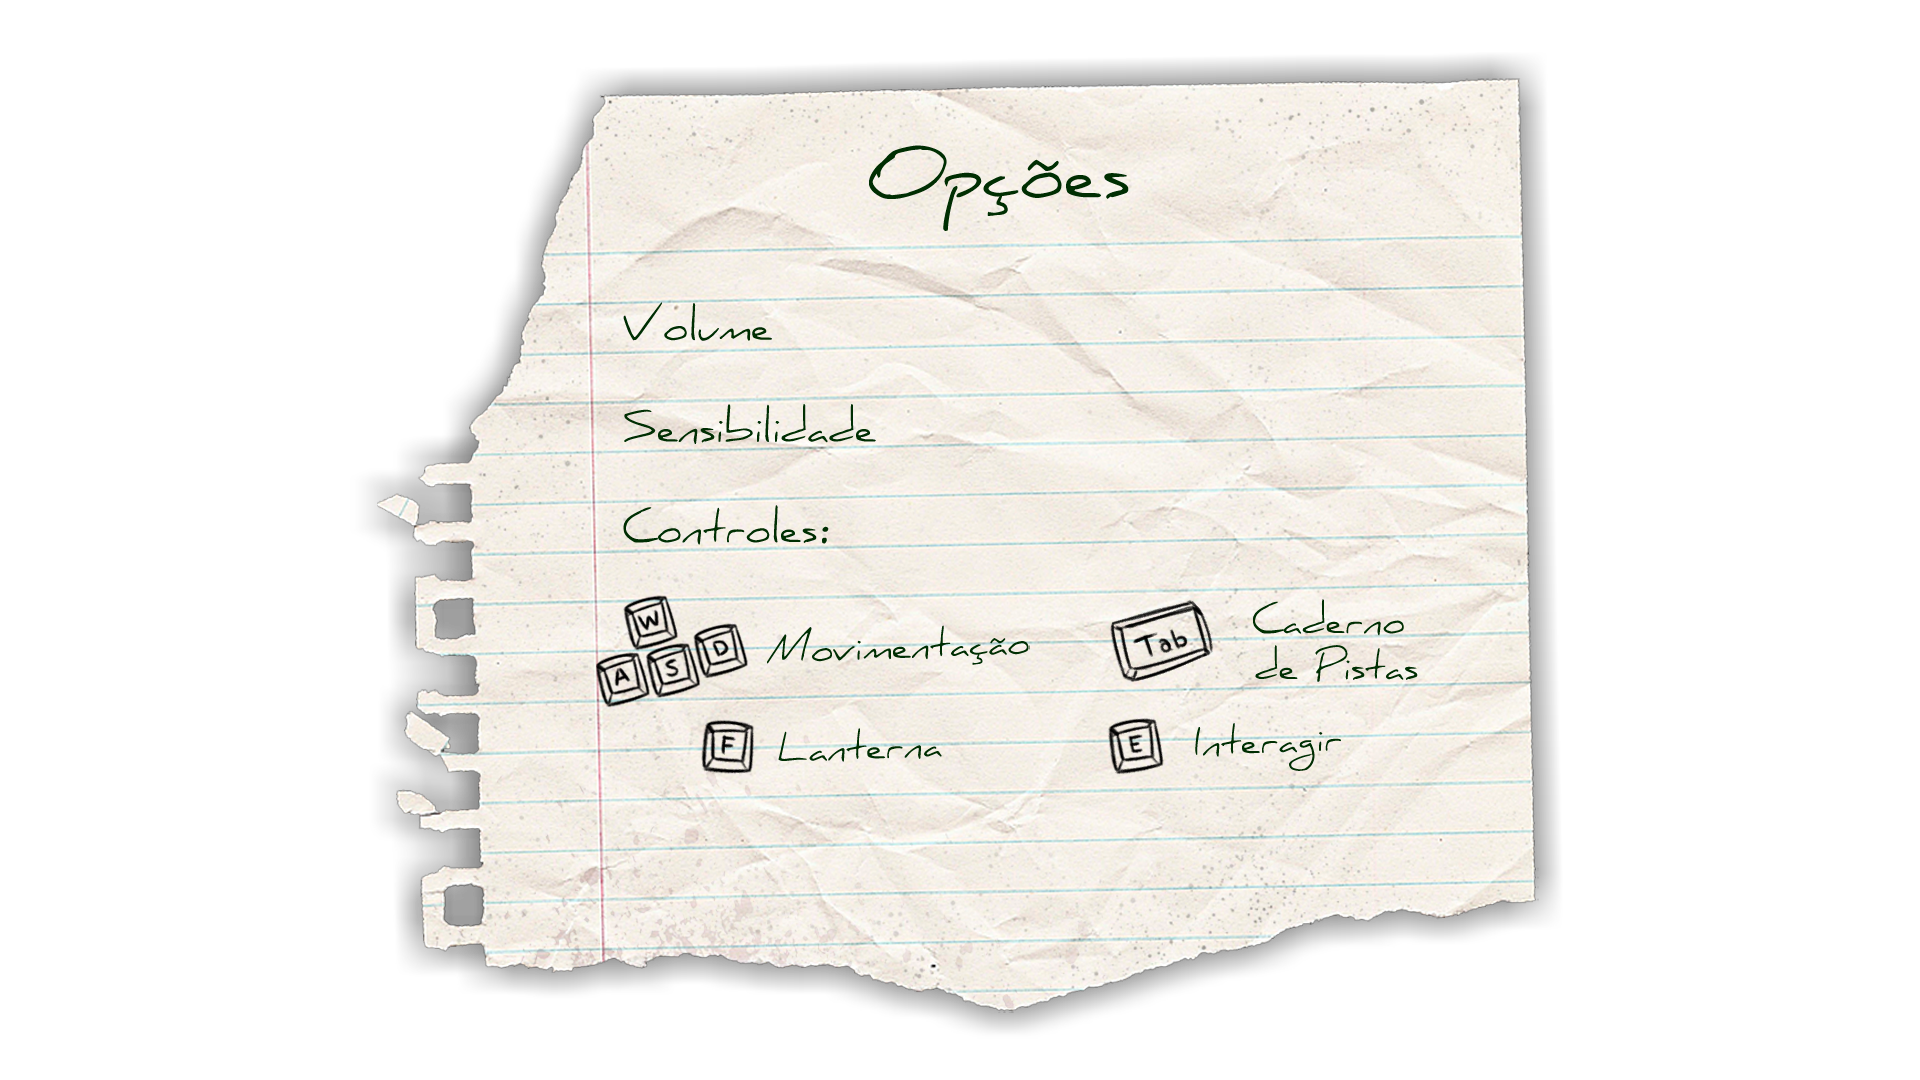 Opções
Volume
Sensibilidade
Controles:
W
A S D Movimentação
Tab Caderno
de Pistas
F Lanterna
E Interagir